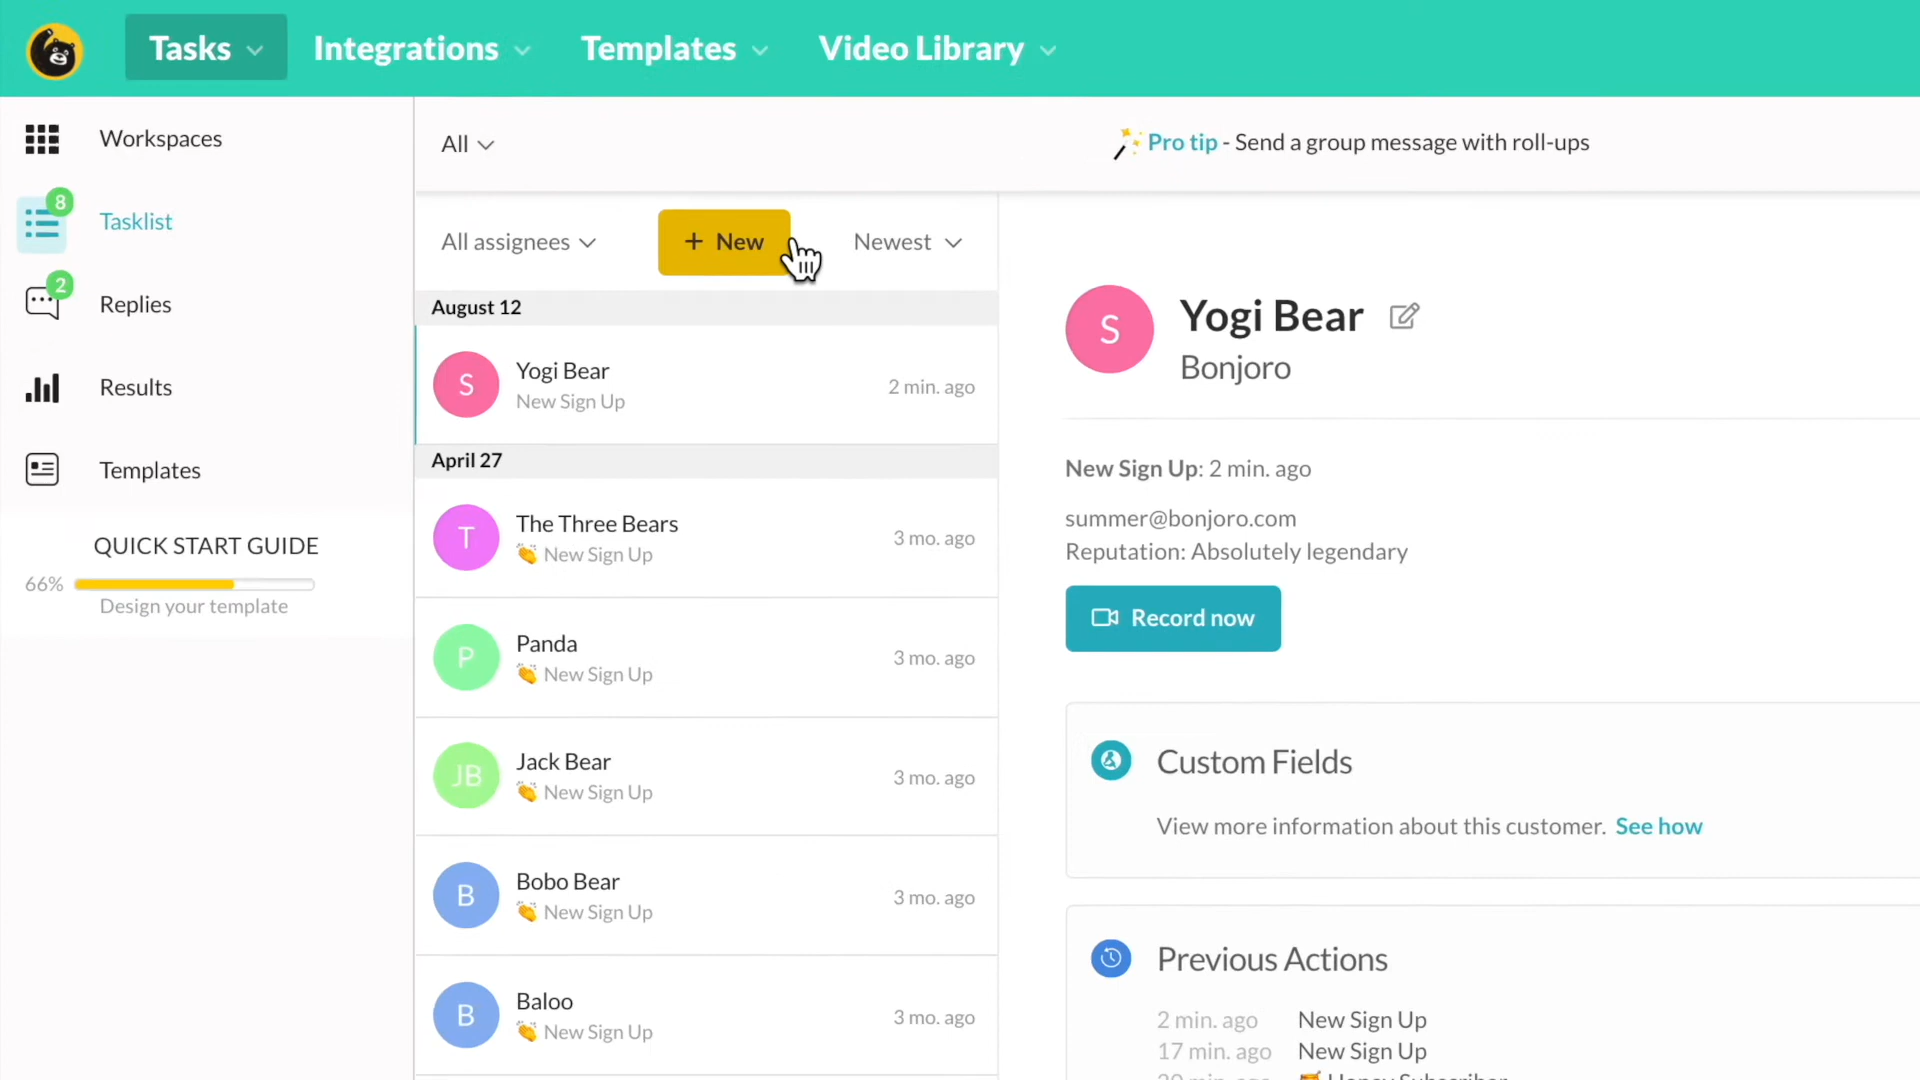 Tasks
Integrations
Templates
Video Library
Workspaces
8
Tasklist
2
Replies
Results
Templates
QUICK START GUIDE
66%
Design your template
All
Pro tip - Send a group message with roll-ups
All assignees
+ New
Newest
August 12
S
Yogi Bear
New Sign Up
2 min. ago
April 27
T
The Three Bears
👏 New Sign Up
3 mo. ago
P
Panda
👏 New Sign Up
3 mo. ago
JB
Jack Bear
👏 New Sign Up
3 mo. ago
B
Bobo Bear
👏 New Sign Up
3 mo. ago
B
Baloo
👏 New Sign Up
3 mo. ago
S
Yogi Bear
Bonjoro
New Sign Up: 2 min. ago
summer@bonjoro.com
Reputation: Absolutely legendary
Record now
Custom Fields
View more information about this customer. See how
Previous Actions
2 min. ago New Sign Up
17 min. ago New Sign Up